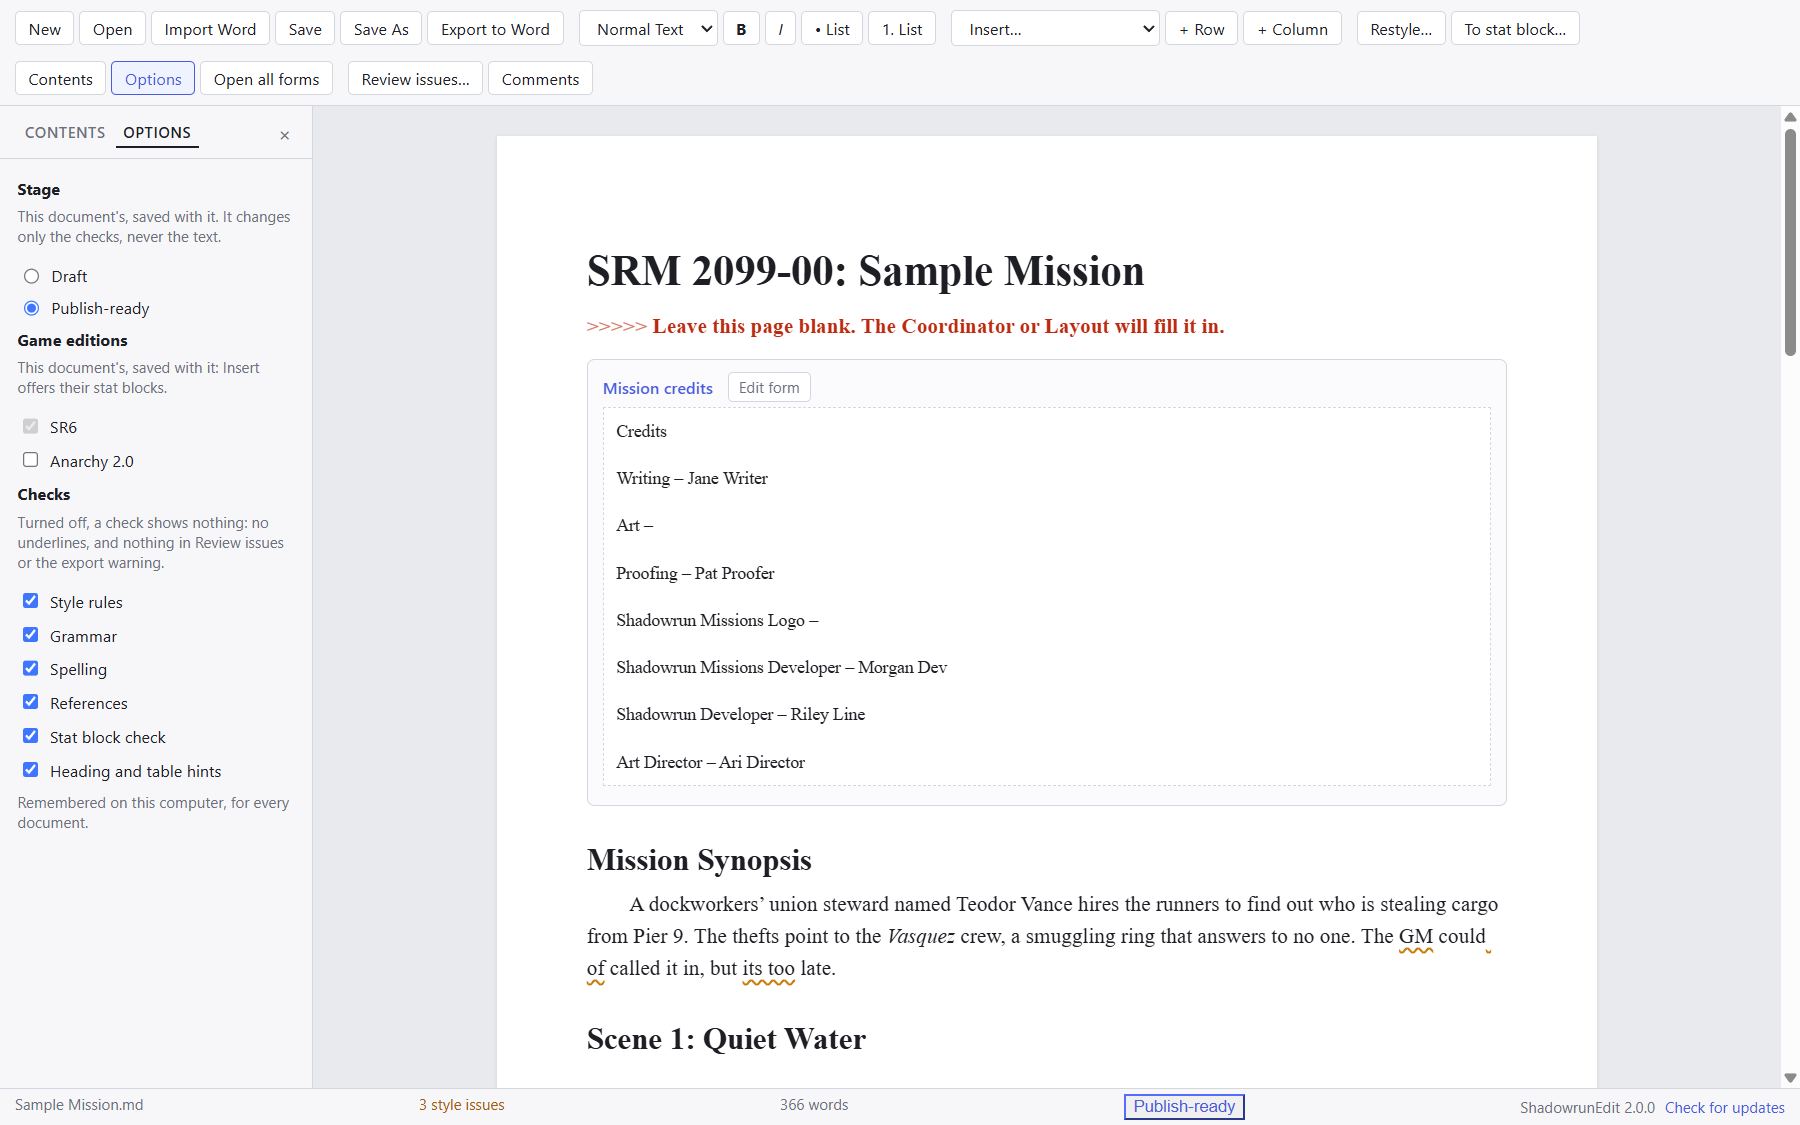 New Open Import Word Save Save As Export to Word Normal Text B I • List 1. List Insert... + Row + Column Restyle... To stat block...
Contents Options Open all forms Review issues... Comments
CONTENTS OPTIONS ×
Stage
This document's, saved with it. It changes
only the checks, never the text.
Draft
Publish-ready
Game editions
This document's, saved with it: Insert
offers their stat blocks.
SR6
Anarchy 2.0
Checks
Turned off, a check shows nothing: no
underlines, and nothing in Review issues
or the export warning.
Style rules
Grammar
Spelling
References
Stat block check
Heading and table hints
Remembered on this computer, for every
document.
SRM 2099-00: Sample Mission
>>>>> Leave this page blank. The Coordinator or Layout will fill it in.
Mission credits Edit form
Credits
Writing – Jane Writer
Art –
Proofing – Pat Proofer
Shadowrun Missions Logo –
Shadowrun Missions Developer – Morgan Dev
Shadowrun Developer – Riley Line
Art Director – Ari Director
Mission Synopsis
A dockworkers’ union steward named Teodor Vance hires the runners to find out who is stealing cargo
from Pier 9. The thefts point to the Vasquez crew, a smuggling ring that answers to no one. The GM could
of called it in, but its too late.
Scene 1: Quiet Water
Sample Mission.md 3 style issues 366 words Publish-ready ShadowrunEdit 2.0.0 Check for updates